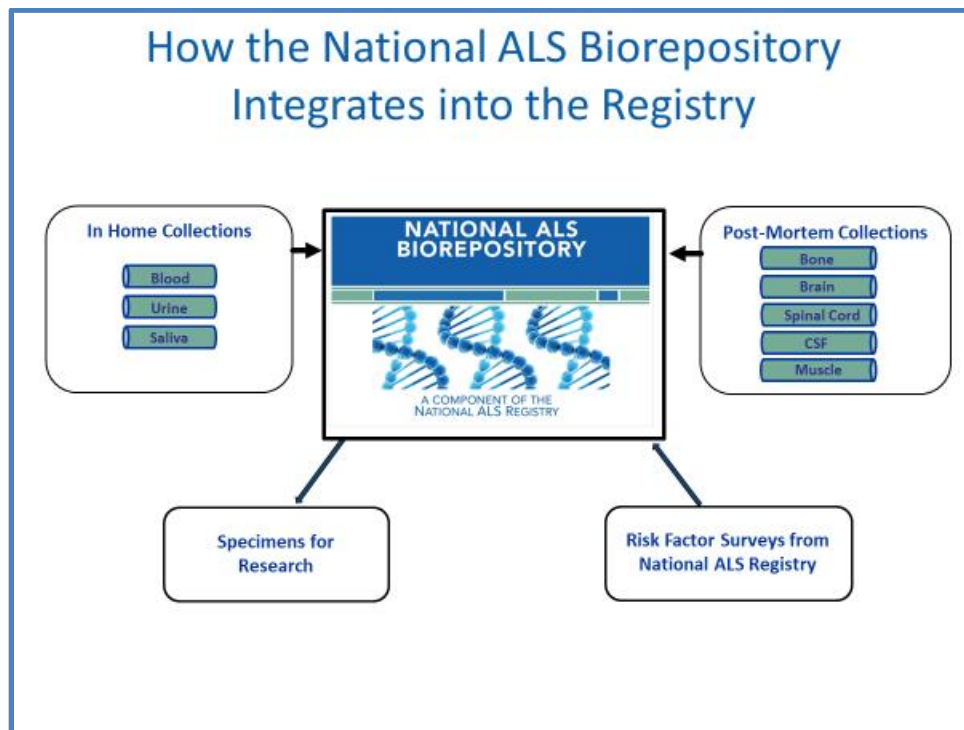 How the National ALS Biorepository
Integrates into the Registry
In Home Collections
Blood
Urine
Saliva
NATIONAL ALS
BIOREPOSITORY
A COMPONENT OF THE
NATIONAL ALS REGISTRY
Post-Mortem Collections
Bone
Brain
Spinal Cord
CSF
Muscle
Specimens for
Research
Risk Factor Surveys from
National ALS Registry